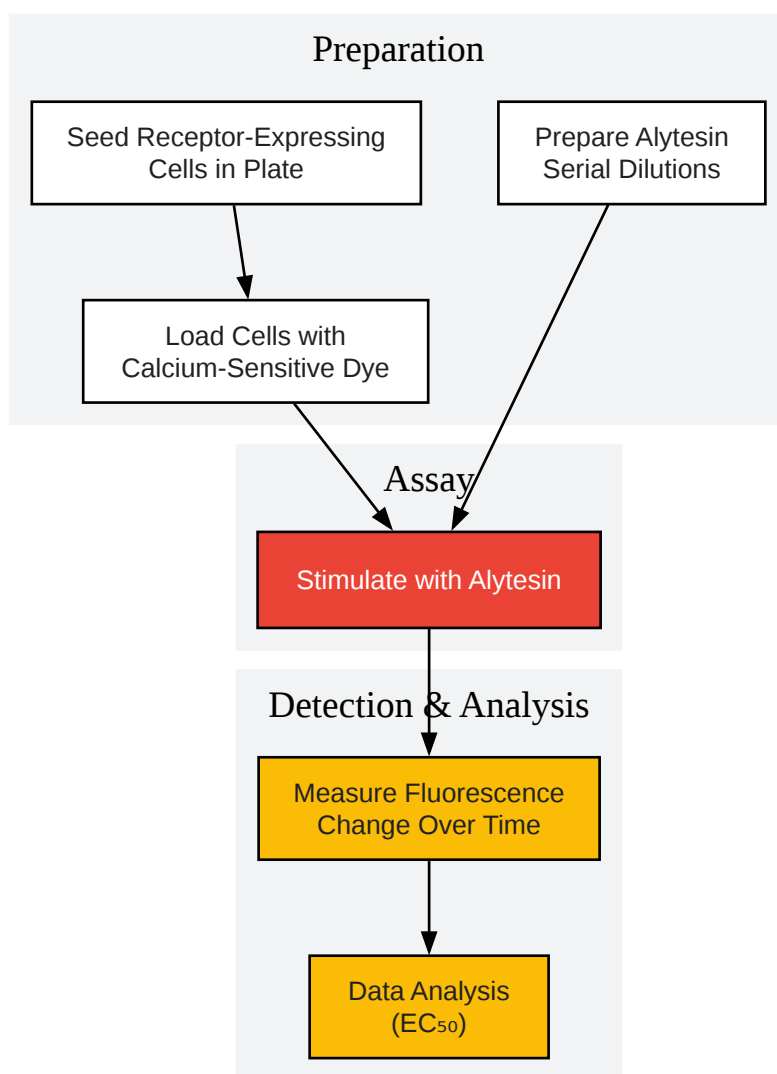 Preparation
Seed Receptor-Expressing
Cells in Plate
Prepare Alytesin
Serial Dilutions
Load Cells with
Calcium-Sensitive Dye
Assay
Stimulate with Alytesin
Detection & Analysis
Measure Fluorescence
Change Over Time
Data Analysis
(EC₅₀)